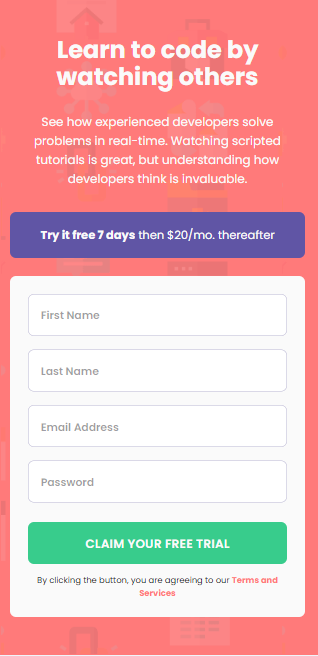 Learn to code by
watching others
See how experienced developers solve
problems in real-time. Watching scripted
tutorials is great, but understanding how
developers think is invaluable.
Try it free 7 days then $20/mo. thereafter
First Name
Last Name
Email Address
Password
CLAIM YOUR FREE TRIAL
By clicking the button, you are agreeing to our Terms and
Services